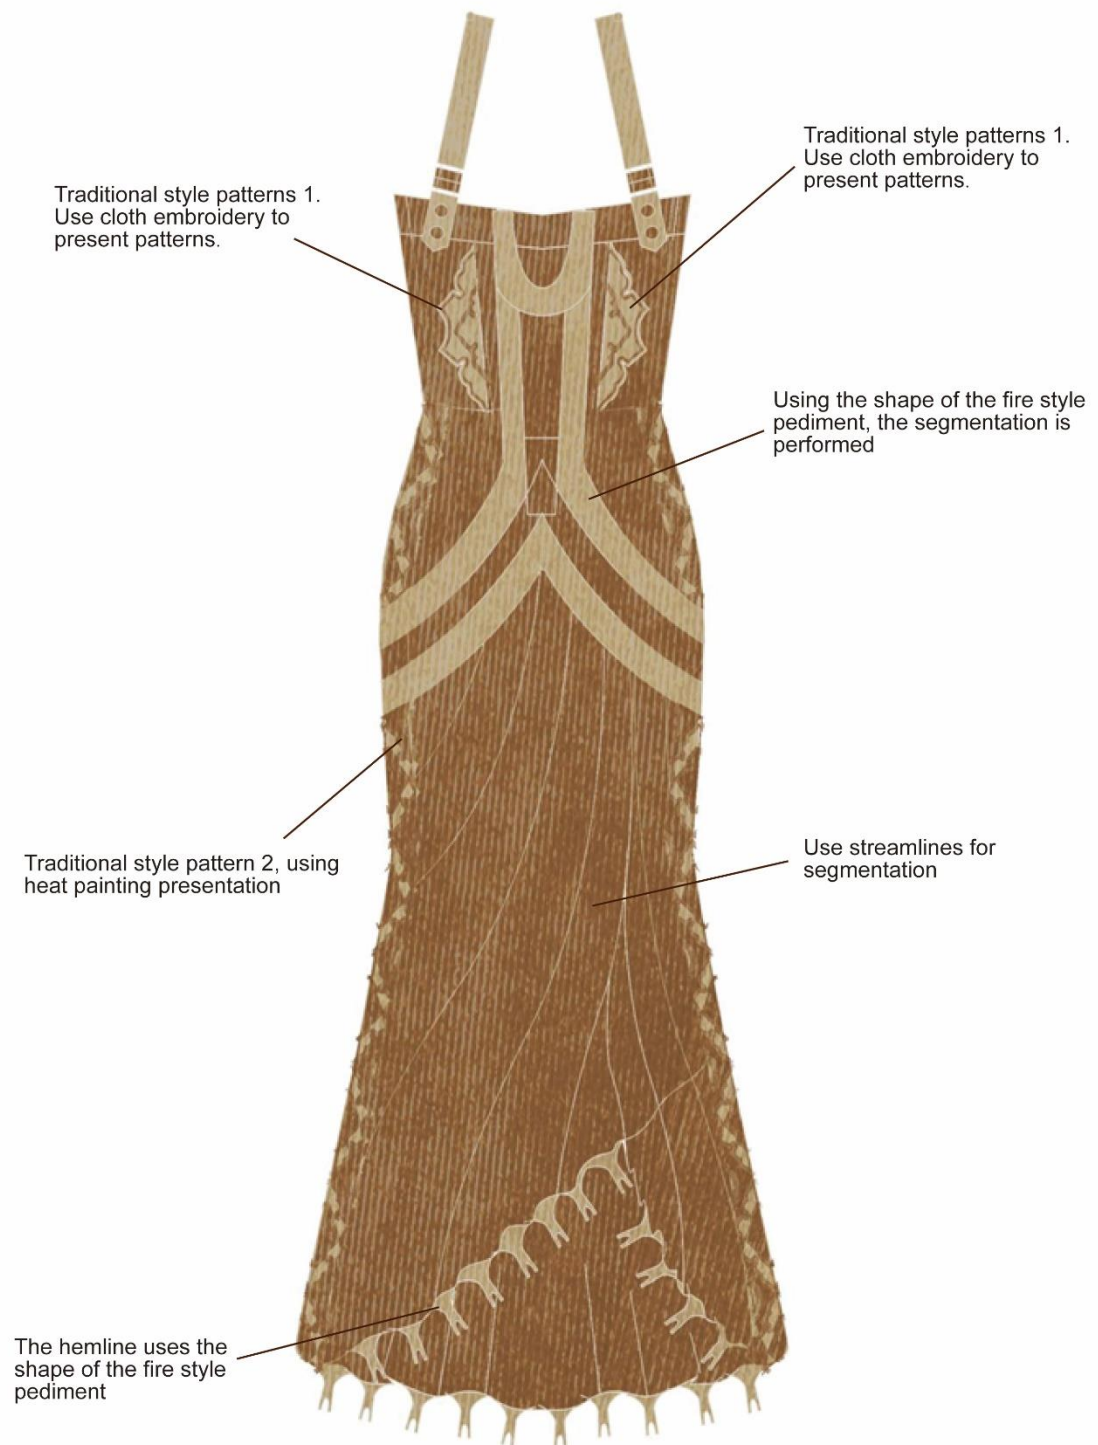 Traditional style patterns 1.
Use cloth embroidery to
present patterns.
Traditional style patterns 1.
Use cloth embroidery to
present patterns.
Using the shape of the fire style
pediment, the segmentation is
performed
Traditional style pattern 2, using
heat painting presentation
Use streamlines for
segmentation
The hemline uses the
shape of the fire style
pediment